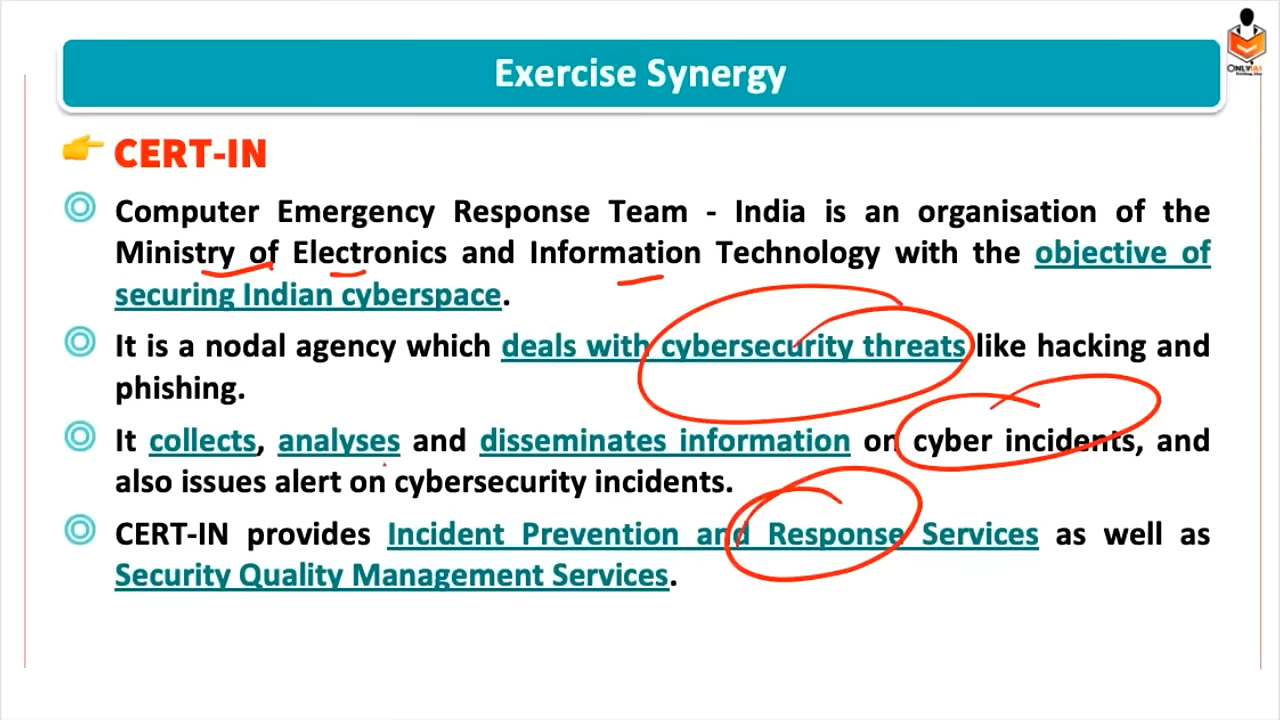 Exercise Synergy
ONLYIAS
CERT-IN
Computer Emergency Response Team - India is an organisation of the
Ministry of Electronics and Information Technology with the objective of
securing Indian cyberspace.
It is a nodal agency which deals with cybersecurity threats like hacking and
phishing.
It collects, analyses and disseminates information on cyber incidents, and
also issues alert on cybersecurity incidents.
CERT-IN provides Incident Prevention and Response Services as well as
Security Quality Management Services.